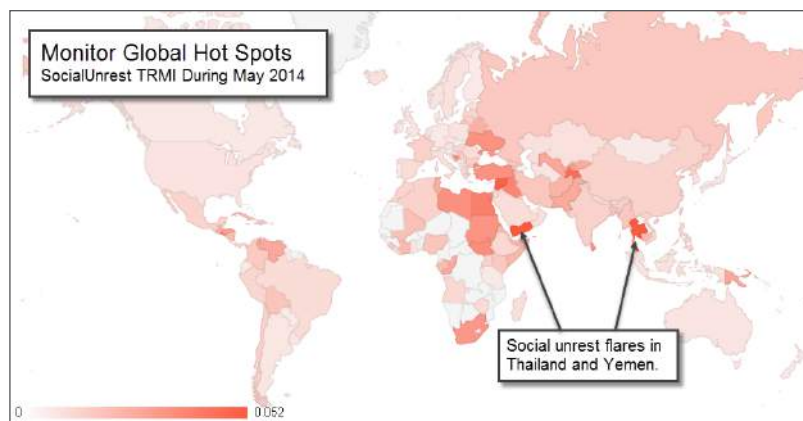 Monitor Global Hot Spots
SocialUnrest TRMI During May 2014
Social unrest flares in
Thailand and Yemen.
0
0.052